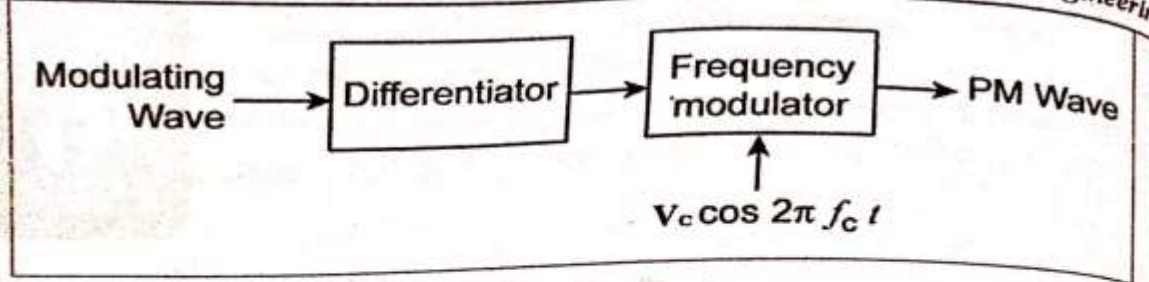 Modulating
Wave
Differentiator
Frequency
modulator
PM Wave
Vc cos 2π fc t